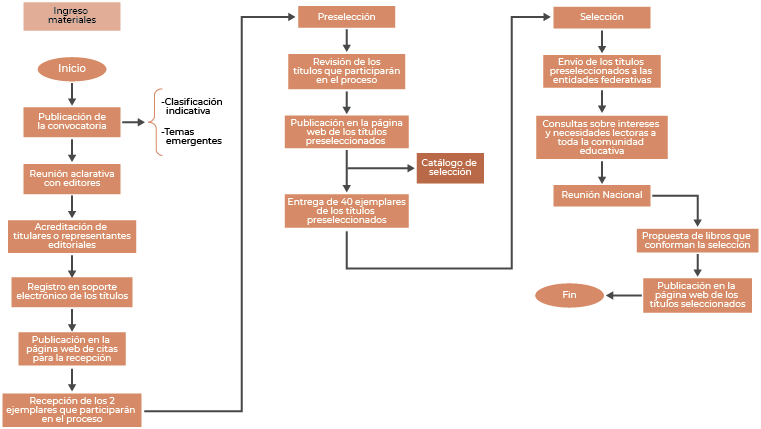 Ingreso
materiales
Inicio
Publicación de
la convocatoria
-Clasificación
indicativa
-Temas
emergentes
Reunión aclarativa
con editores
Acreditación de
titulares o representantes
editoriales
Registro en soporte
electrónico de los títulos
Publicación en la
página web de citas
para la recepción
Recepción de los 2
ejemplares que participarán
en el proceso
Preselección
Revisión de los
títulos que participarán
en el proceso
Publicación en la página
web de los títulos
preseleccionados
Catálogo de
selección
Entrega de 40 ejemplares
de los títulos
preseleccionados
Selección
Envío de los títulos
preseleccionados a las
entidades federativas
Consultas sobre intereses
y necesidades lectoras a
toda la comunidad
educativa
Reunión Nacional
Propuesta de libros que
conforman la selección
Publicación en la
página web de los
títulos seleccionados
Fin